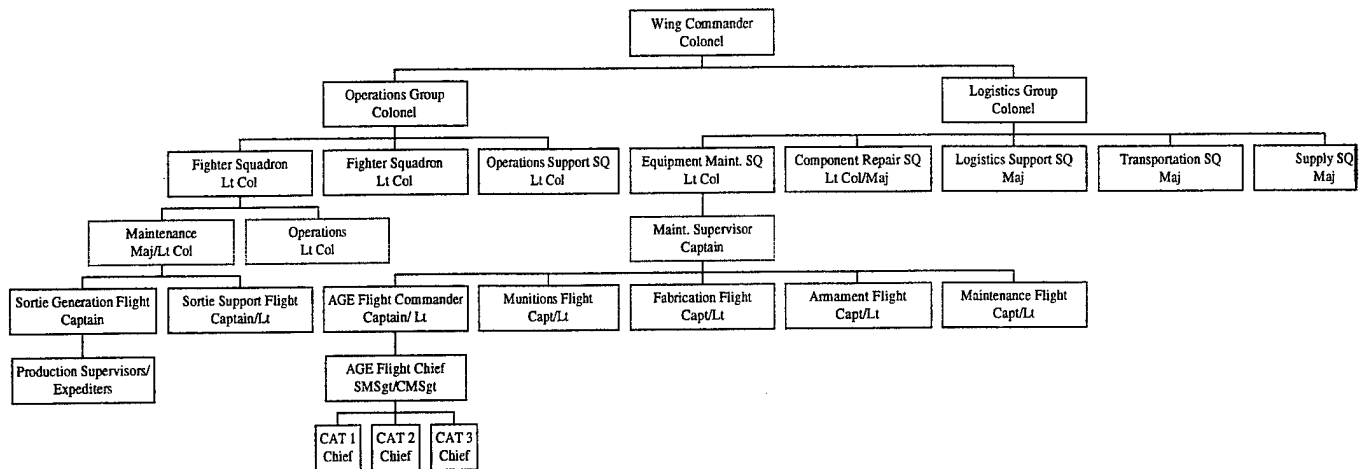 Wing Commander
Colonel
Operations Group
Colonel
Logistics Group
Colonel
Fighter Squadron
Lt Col
Fighter Squadron
Lt Col
Operations Support SQ
Lt Col
Equipment Maint. SQ
Lt Col
Component Repair SQ
Lt Col/Maj
Logistics Support SQ
Maj
Transportation SQ
Maj
Supply SQ
Maj
Maintenance
Maj/Lt Col
Operations
Lt Col
Maint. Supervisor
Captain
Sortie Generation Flight
Captain
Sortie Support Flight
Captain/Lt
AGE Flight Commander
Captain/ Lt
Munitions Flight
Capt/Lt
Fabrication Flight
Capt/Lt
Armament Flight
Capt/Lt
Maintenance Flight
Capt/Lt
Production Supervisors/
Expediters
AGE Flight Chief
SMSgt/CMSgt
CAT 1
Chief
CAT 2
Chief
CAT 3
Chief